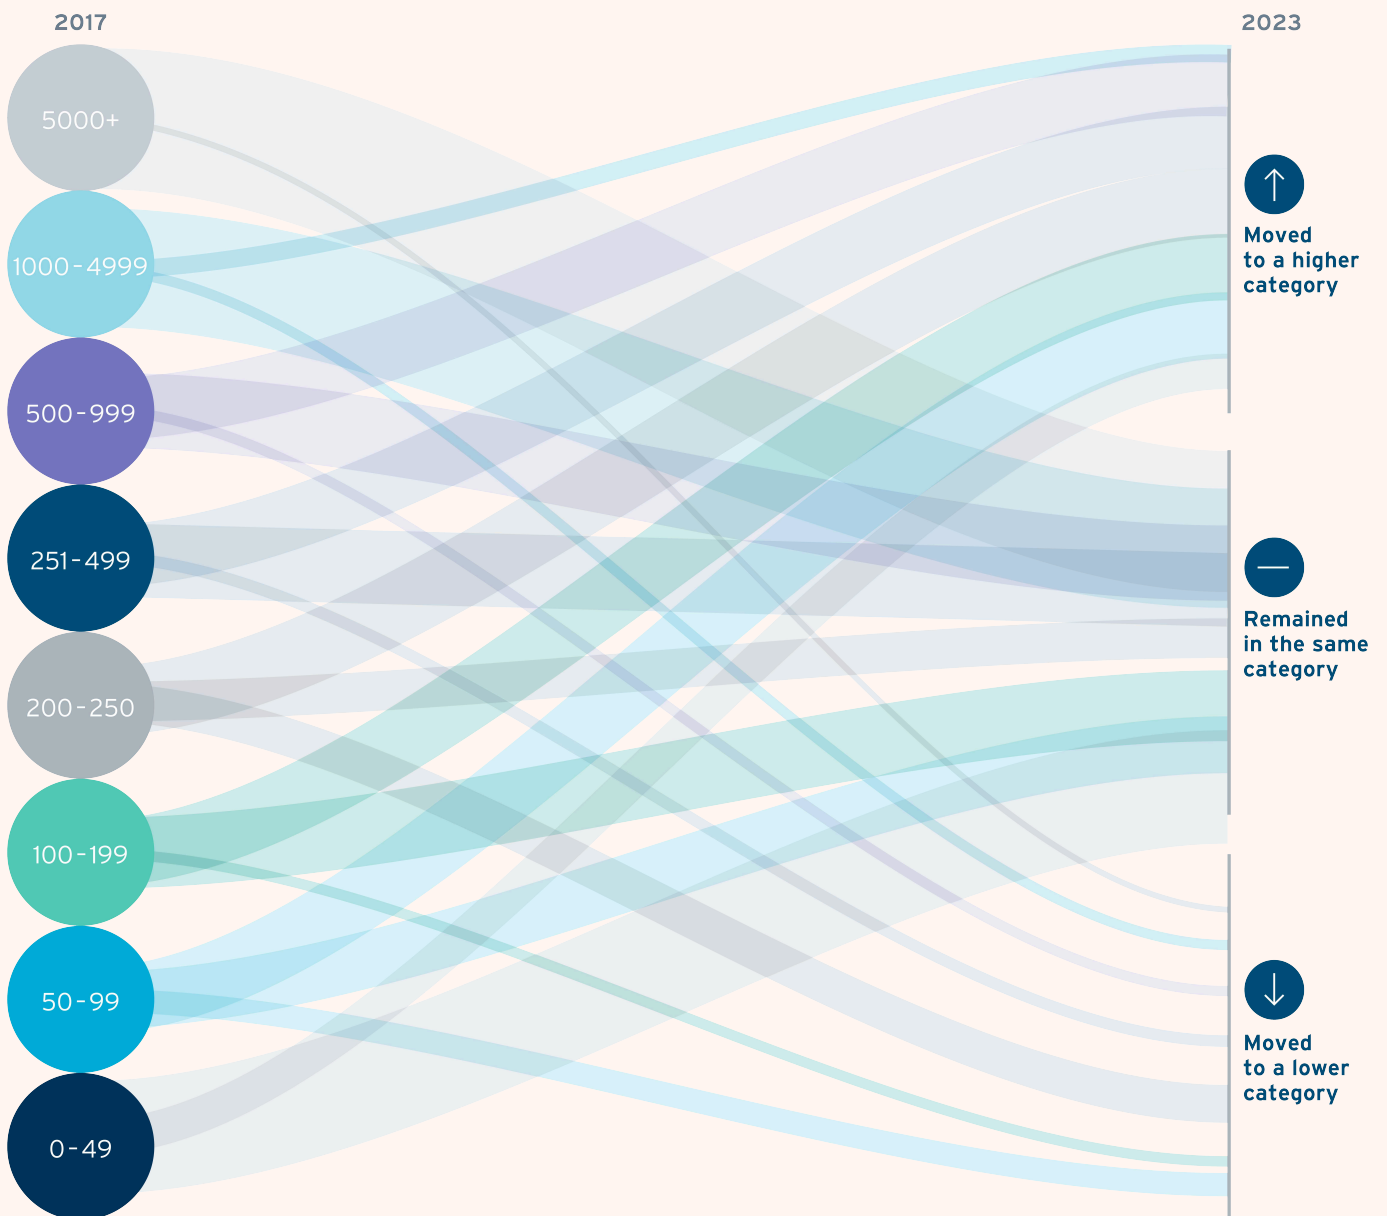 2017
2023
5000+
1000-4999
500-999
251-499
200-250
100-199
50-99
0-49
Moved
to a higher
category
Remained
in the same
category
Moved
to a lower
category